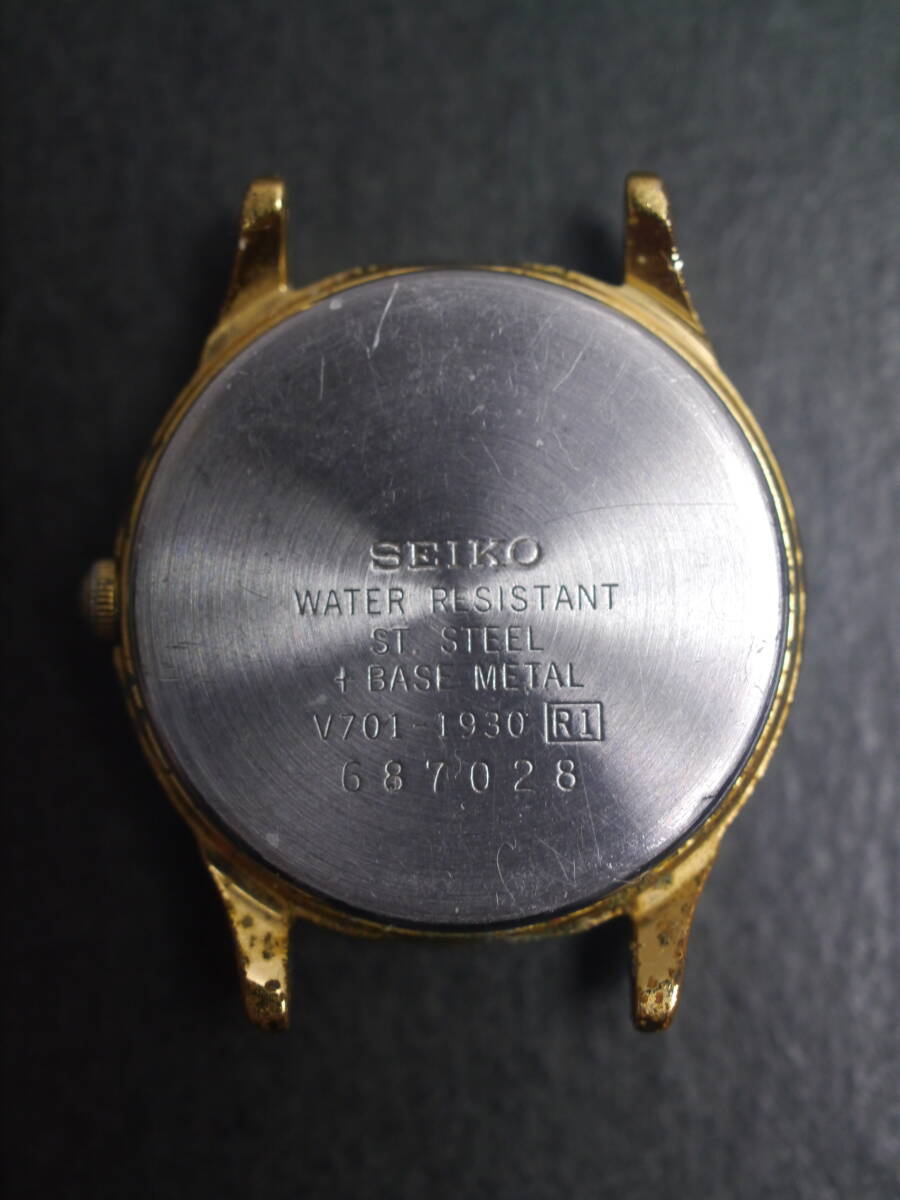 SEIKO
WATER RESISTANT
ST. STEEL
+ BASE METAL
V701-1930 R1
687028